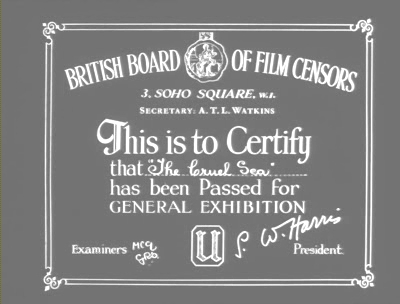 BRITISH BOARD OF FILM CENSORS
3, SOHO SQUARE, W.1.
SECRETARY: A. T. L. WATKINS
This is to Certify
that "The Cruel Sea"
has been Passed for
GENERAL EXHIBITION
Examiners
U
S. W. Harris
President.